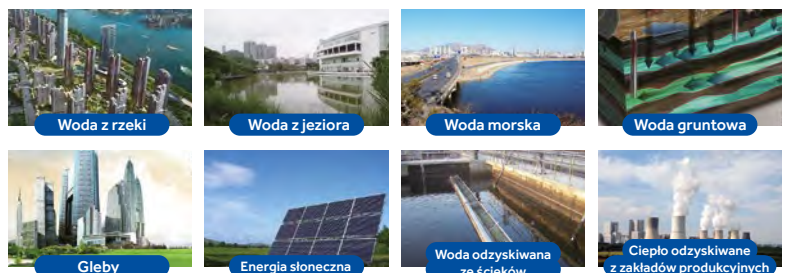 Woda z rzeki
Woda z jeziora
Woda morska
Woda gruntowa
Gleby
Energia słoneczna
Woda odzyskiwana
ze ścieków
Ciepło odzyskiwane
z zakładów produkcyjnych